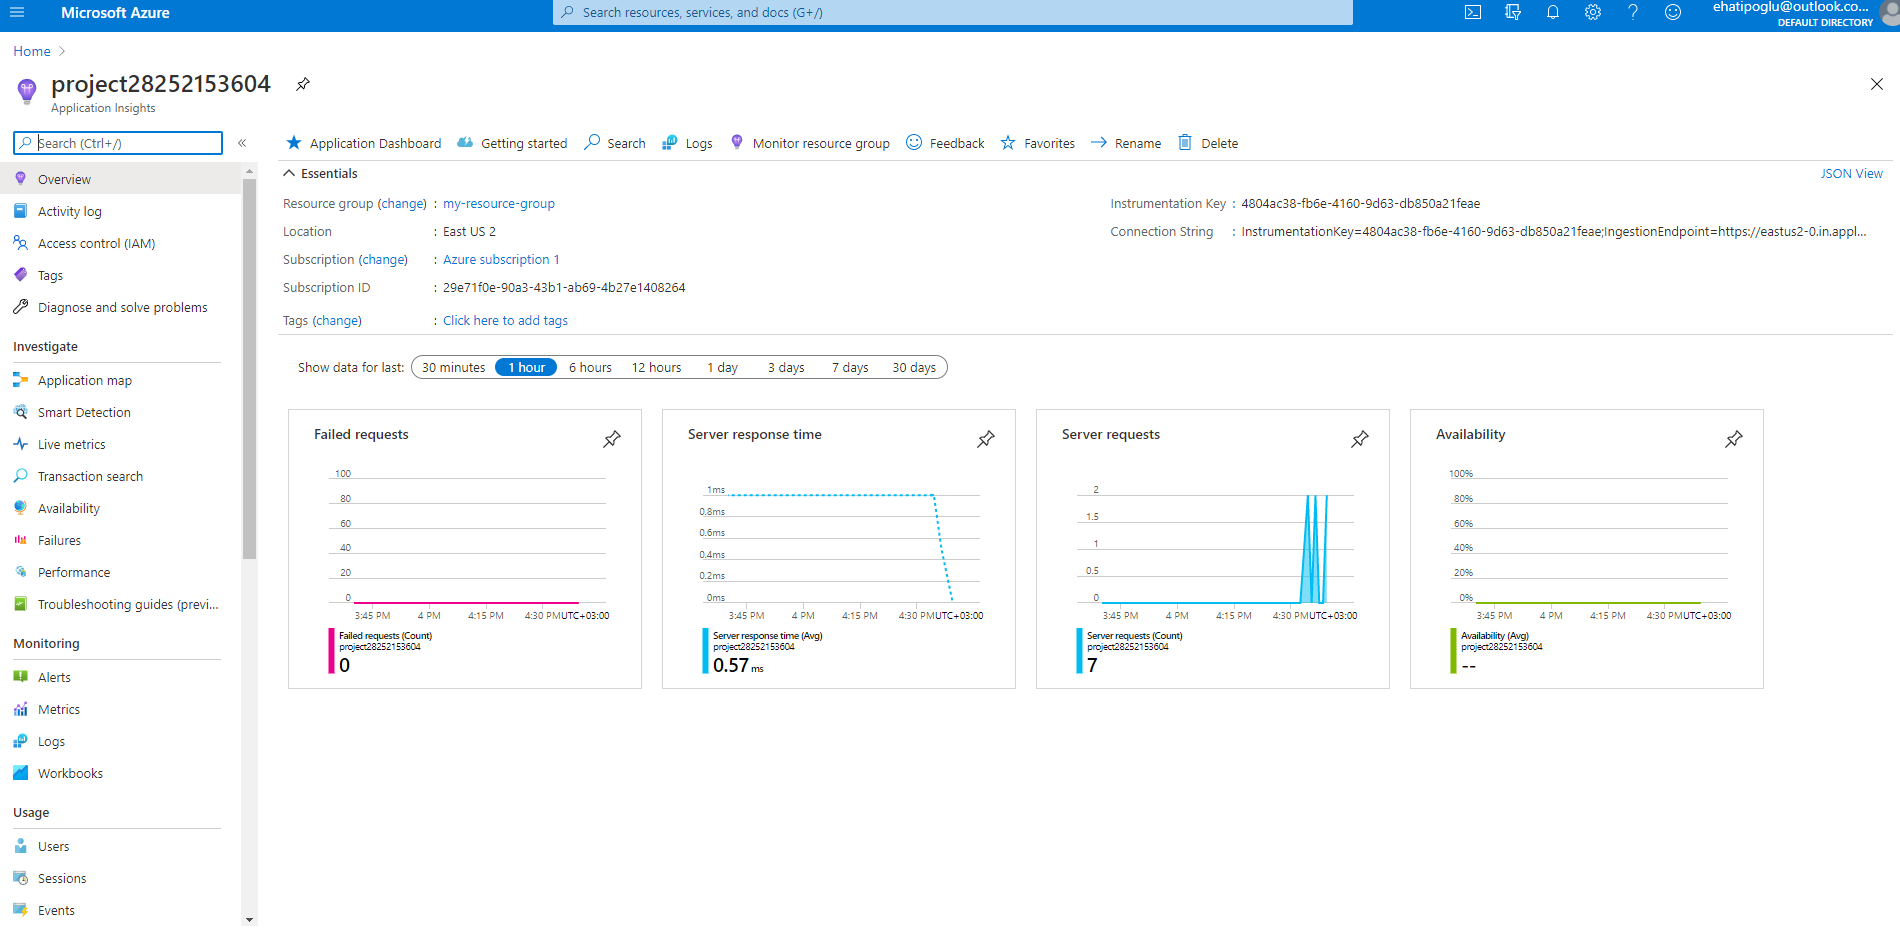 Microsoft Azure
Search resources, services, and docs (G+/)
ehatipoglu@outlook.co...
DEFAULT DIRECTORY
Home
project28252153604
Application Insights
Search (Ctrl+/)
Application Dashboard Getting started Search Logs Monitor resource group Feedback Favorites Rename Delete
Overview
Activity log
Access control (IAM)
Tags
Diagnose and solve problems
Investigate
Application map
Smart Detection
Live metrics
Transaction search
Availability
Failures
Performance
Troubleshooting guides (previ...
Monitoring
Alerts
Metrics
Logs
Workbooks
Usage
Users
Sessions
Events
Essentials
JSON View
Resource group (change) : my-resource-group
Location : East US 2
Subscription (change) : Azure subscription 1
Subscription ID : 29e71f0e-90a3-43b1-ab69-4b27e1408264
Tags (change) : Click here to add tags
Instrumentation Key : 4804ac38-fb6e-4160-9d63-db850a21feae
Connection String : InstrumentationKey=4804ac38-fb6e-4160-9d63-db850a21feae;IngestionEndpoint=https://eastus2-0.in.appl...
Show data for last: 30 minutes 1 hour 6 hours 12 hours 1 day 3 days 7 days 30 days
Failed requests
100
80
60
40
20
0
3:45 PM 4 PM 4:15 PM 4:30 PM UTC+03:00
Failed requests (Count)
project28252153604
0
Server response time
1ms
0.8ms
0.6ms
0.4ms
0.2ms
0ms
3:45 PM 4 PM 4:15 PM 4:30 PM UTC+03:00
Server response time (Avg)
project28252153604
0.57 ms
Server requests
2
1.5
1
0.5
0
3:45 PM 4 PM 4:15 PM 4:30 PM UTC+03:00
Server requests (Count)
project28252153604
7
Availability
100%
80%
60%
40%
20%
0%
3:45 PM 4 PM 4:15 PM 4:30 PM UTC+03:00
Availability (Avg)
project28252153604
--